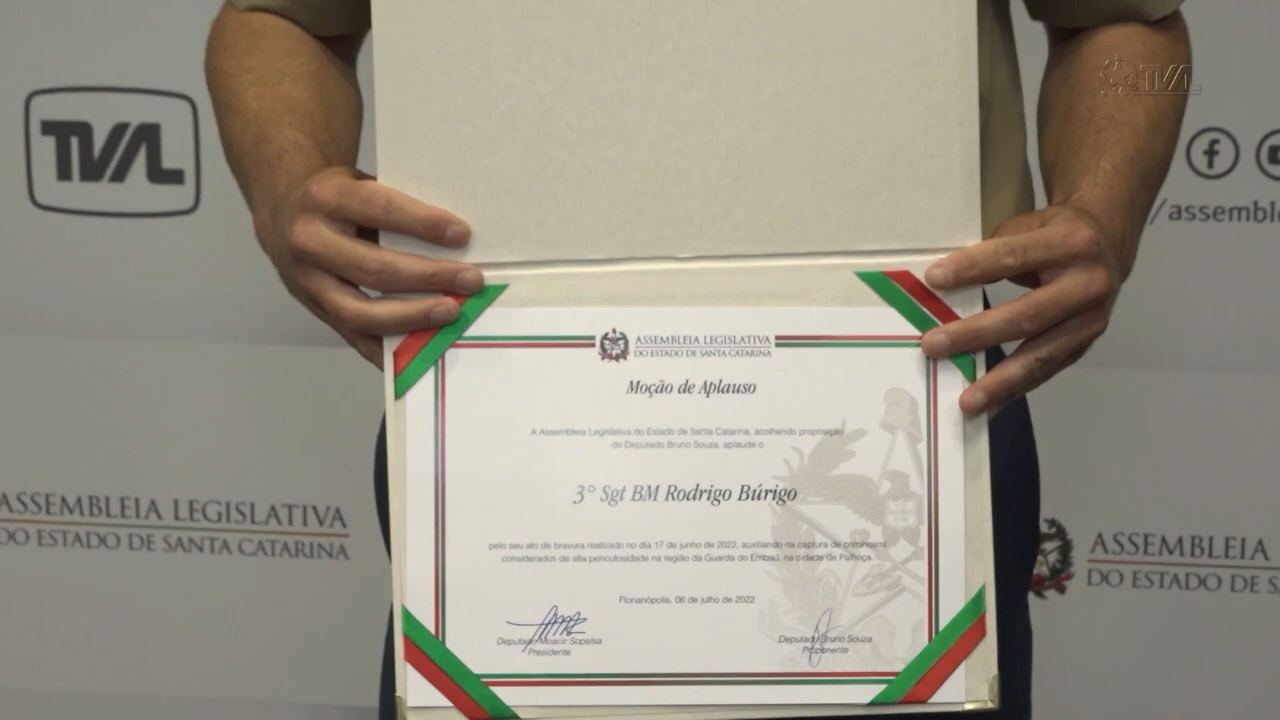 TVAL
TVAL
/assemble
ASSEMBLEIA LEGISLATIVA
DO ESTADO DE SANTA CATARINA
Moção de Aplauso
A Assembleia Legislativa do Estado de Santa Catarina, acolhendo proposição
do Deputado Bruno Souza, aplaude o
3° Sgt BM Rodrigo Búrigo
pelo seu ato de bravura realizado no dia 17 de junho de 2022, auxiliando na captura de criminosos
considerados de alta periculosidade na região da Guarda do Embaú, na cidade de Palhoça.
Florianópolis, 06 de julho de 2022
Deputado Moacir Sopelsa
Presidente
Deputado Bruno Souza
Proponente
ASSEMBLEIA LEGISLATIVA
DO ESTADO DE SANTA CATARINA
ASSEMBLEIA
DO ESTADO DE S